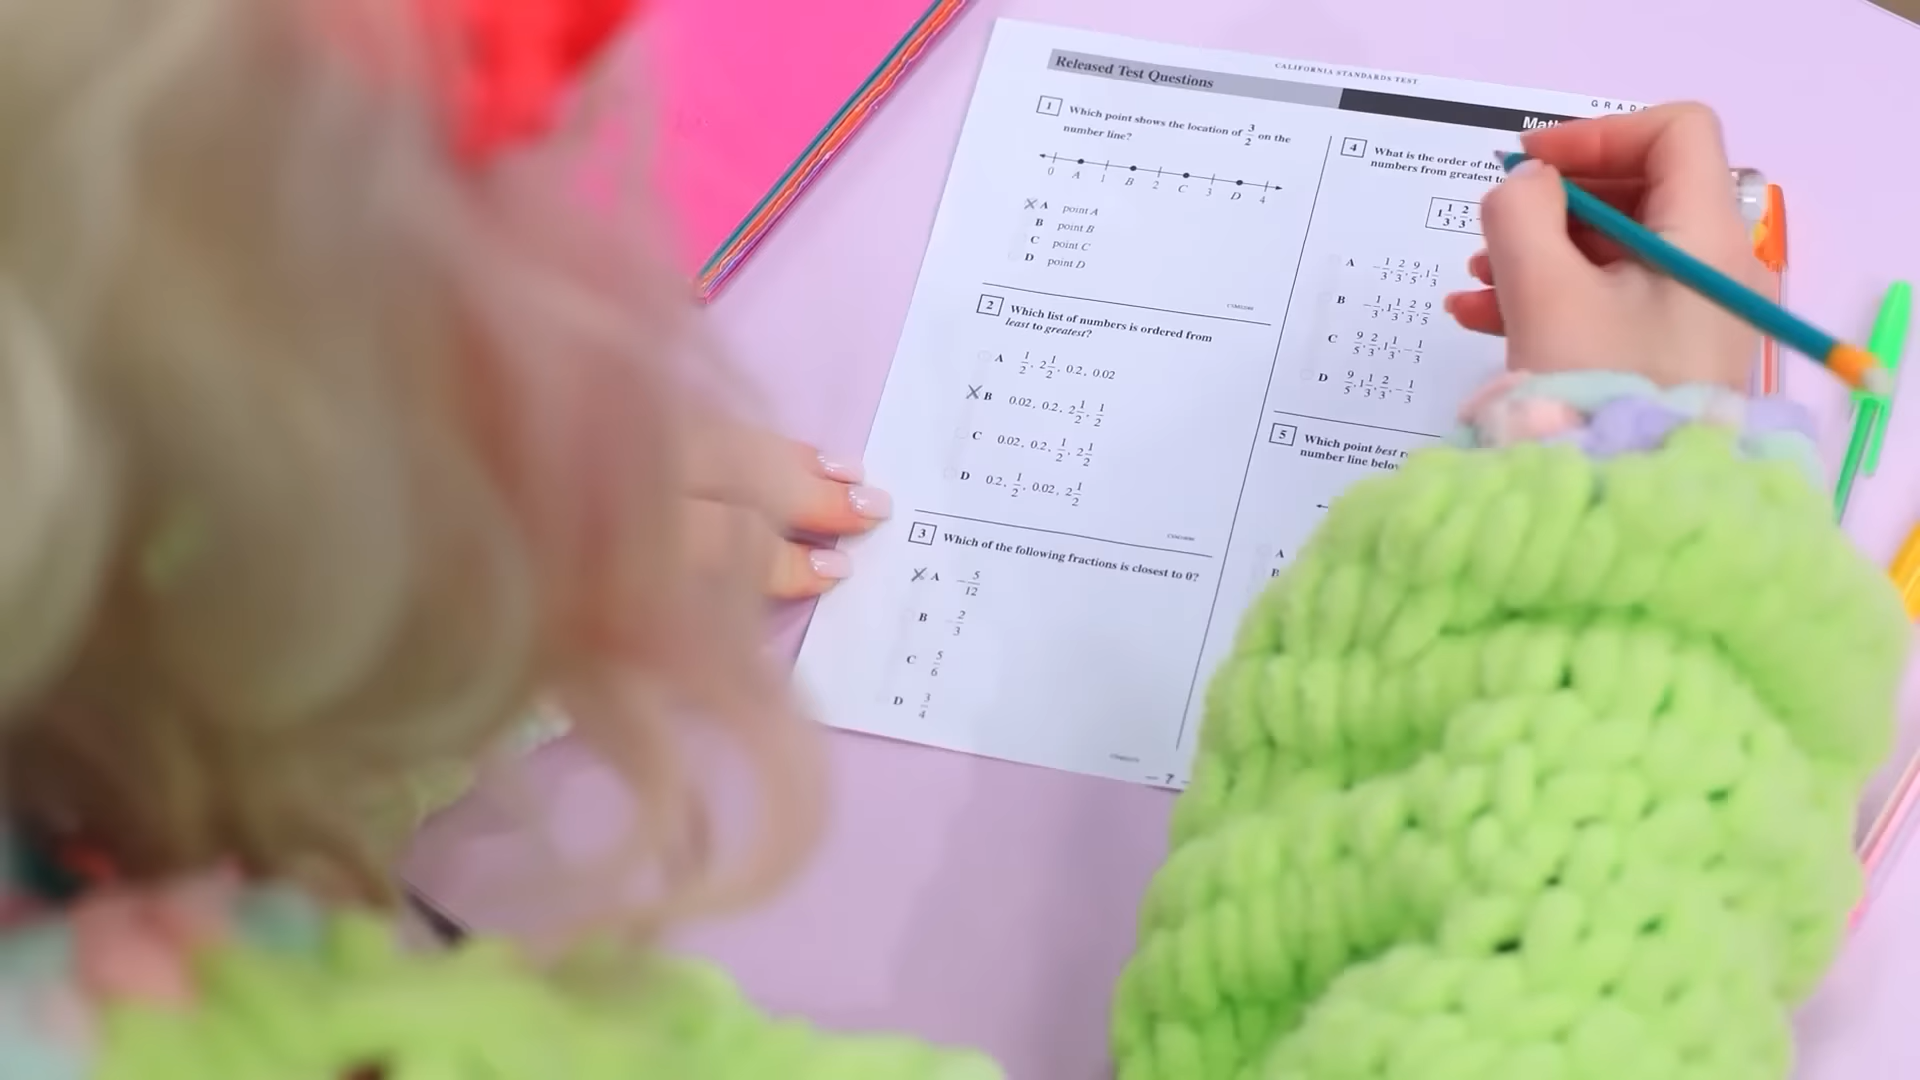 CALIFORNIA STANDARDS TEST
Released Test Questions
1 Which point shows the location of 3/2 on the
number line?
0 A 1 B 2 C 3 D 4
A point A
B point B
C point C
D point D
2 Which list of numbers is ordered from
least to greatest?
A 1/2, 2 1/2, 0.2, 0.02
B 0.02, 0.2, 2 1/2, 1/2
C 0.02, 0.2, 1/2, 2 1/2
D 0.2, 1/2, 0.02, 2 1/2
3 Which of the following fractions is closest to 0?
A -5/12
B -2/3
C 5/6
D 3/4
4 What is the order of the
numbers from greatest
1 1/3, 2/3,
A -1/3, 2/3, 9/5, 1 1/3
B -1/3, 1 1/3, 2/3, 9/5
C 9/5, 2/3, 1 1/3, -1/3
D 9/5, 1 1/3, 2/3, -1/3
5 Which point best
number line
A
B
— 7 —